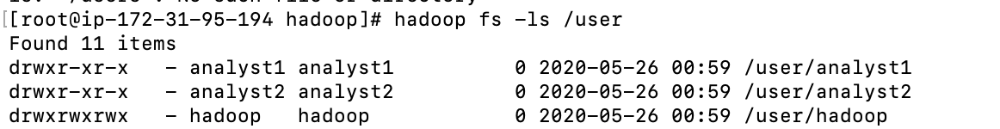 [[root@ip-172-31-95-194 hadoop]# hadoop fs -ls /user
Found 11 items
drwxr-xr-x   - analyst1 analyst1          0 2020-05-26 00:59 /user/analyst1
drwxr-xr-x   - analyst2 analyst2          0 2020-05-26 00:59 /user/analyst2
drwxrwxrwx   - hadoop   hadoop            0 2020-05-26 00:59 /user/hadoop